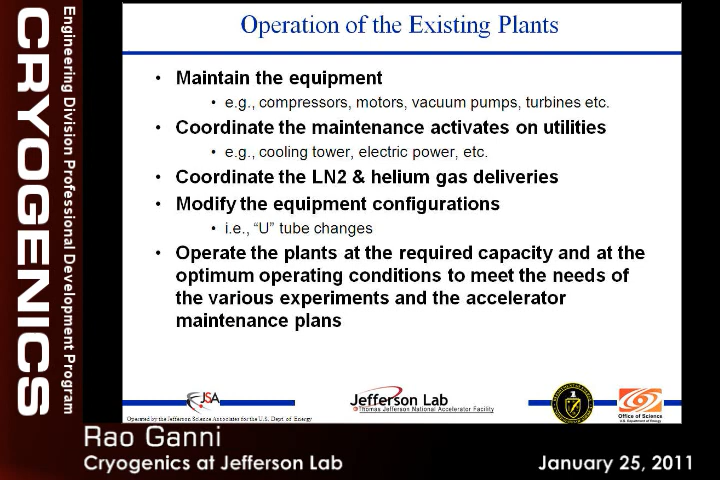 Engineering Division Professional Development Program
CRYOGENICS
Operation of the Existing Plants
• Maintain the equipment
• e.g., compressors, motors, vacuum pumps, turbines etc.
• Coordinate the maintenance activates on utilities
• e.g., cooling tower, electric power, etc.
• Coordinate the LN2 & helium gas deliveries
• Modify the equipment configurations
• i.e., “U” tube changes
• Operate the plants at the required capacity and at the
optimum operating conditions to meet the needs of
the various experiments and the accelerator
maintenance plans
JSA
Jefferson Lab
Thomas Jefferson National Accelerator Facility
Office of Science
U.S. Department of Energy
Operated by the Jefferson Science Associates for the U.S. Dept. of Energy
Rao Ganni
Cryogenics at Jefferson Lab
January 25, 2011